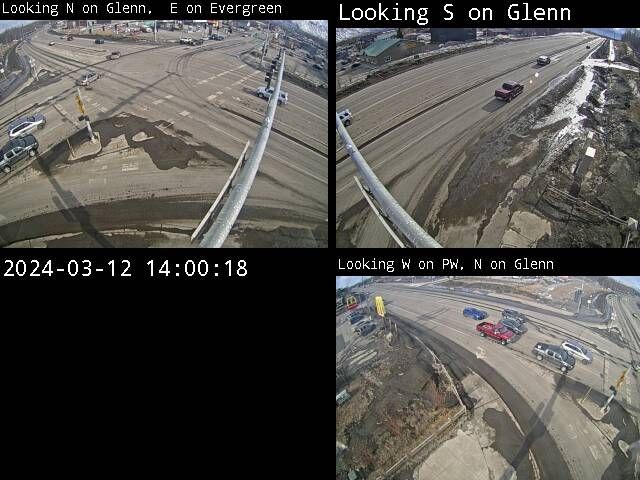 Looking N on Glenn,  E on Evergreen
Looking S on Glenn
2024-03-12 14:00:18
Looking W on PW, N on Glenn